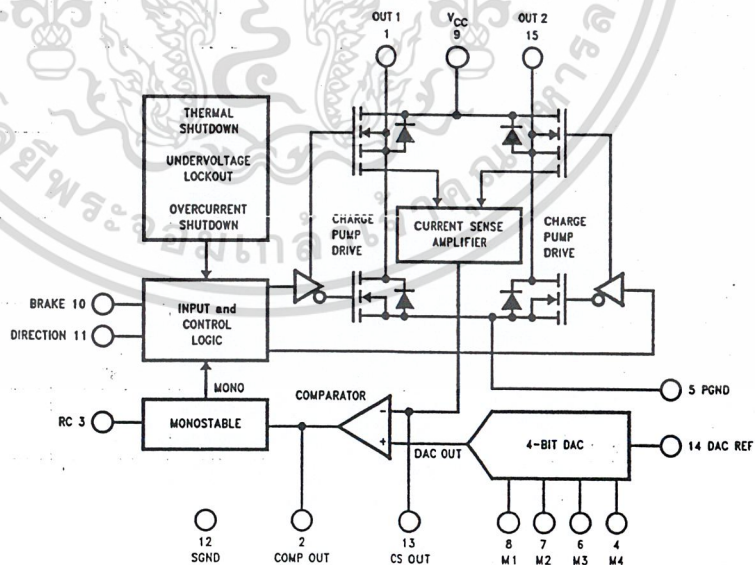 OUT 1
1
VCC
9
OUT 2
15
THERMAL
SHUTDOWN
UNDERVOLTAGE
LOCKOUT
OVERCURRENT
SHUTDOWN
CHARGE
PUMP
DRIVE
CURRENT SENSE
AMPLIFIER
CHARGE
PUMP
DRIVE
BRAKE 10
DIRECTION 11
INPUT and
CONTROL
LOGIC
MONO
COMPARATOR
5 PGND
RC 3
MONOSTABLE
-
+
DAC OUT
4-BIT DAC
14 DAC REF
12
SGND
2
COMP OUT
13
CS OUT
8
M1
7
M2
6
M3
4
M4